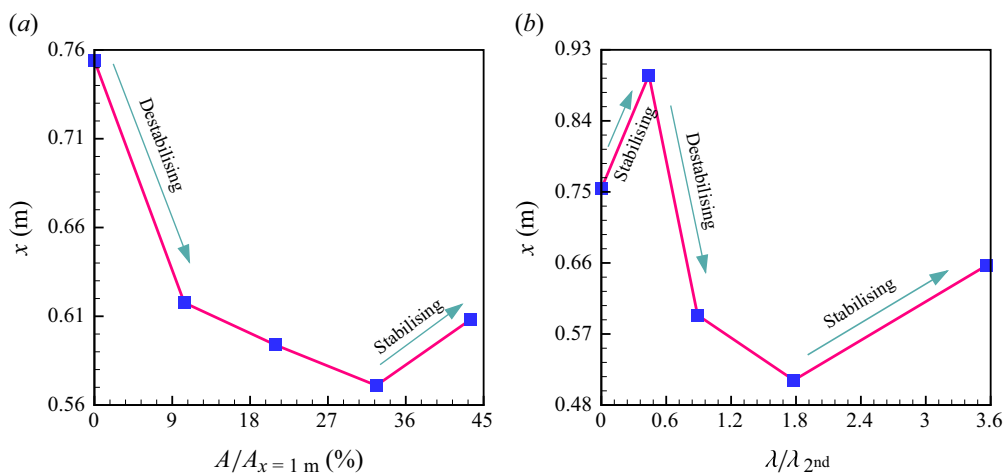 (a)
0.76
0.71
0.66
0.61
0.56
x (m)
Destabilising
Stabilising
0 9 18 27 36 45
A/Ax = 1 m (%)
(b)
0.93
0.84
0.75
0.66
0.57
0.48
x (m)
Stabilising
Destabilising
Stabilising
0 0.6 1.2 1.8 2.4 3 3.6
λ/λ2nd